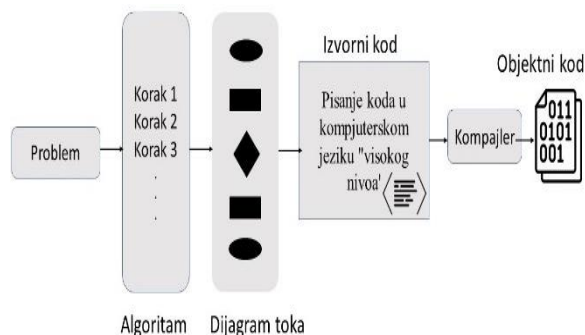 Problem
Korak 1
Korak 2
Korak 3
.
.
.
Algoritam
Dijagram toka
Izvorni kod
Pisanje koda u
kompjuterskom
jeziku "visokog
nivoa'
Kompajler
Objektni kod
011
0101
001